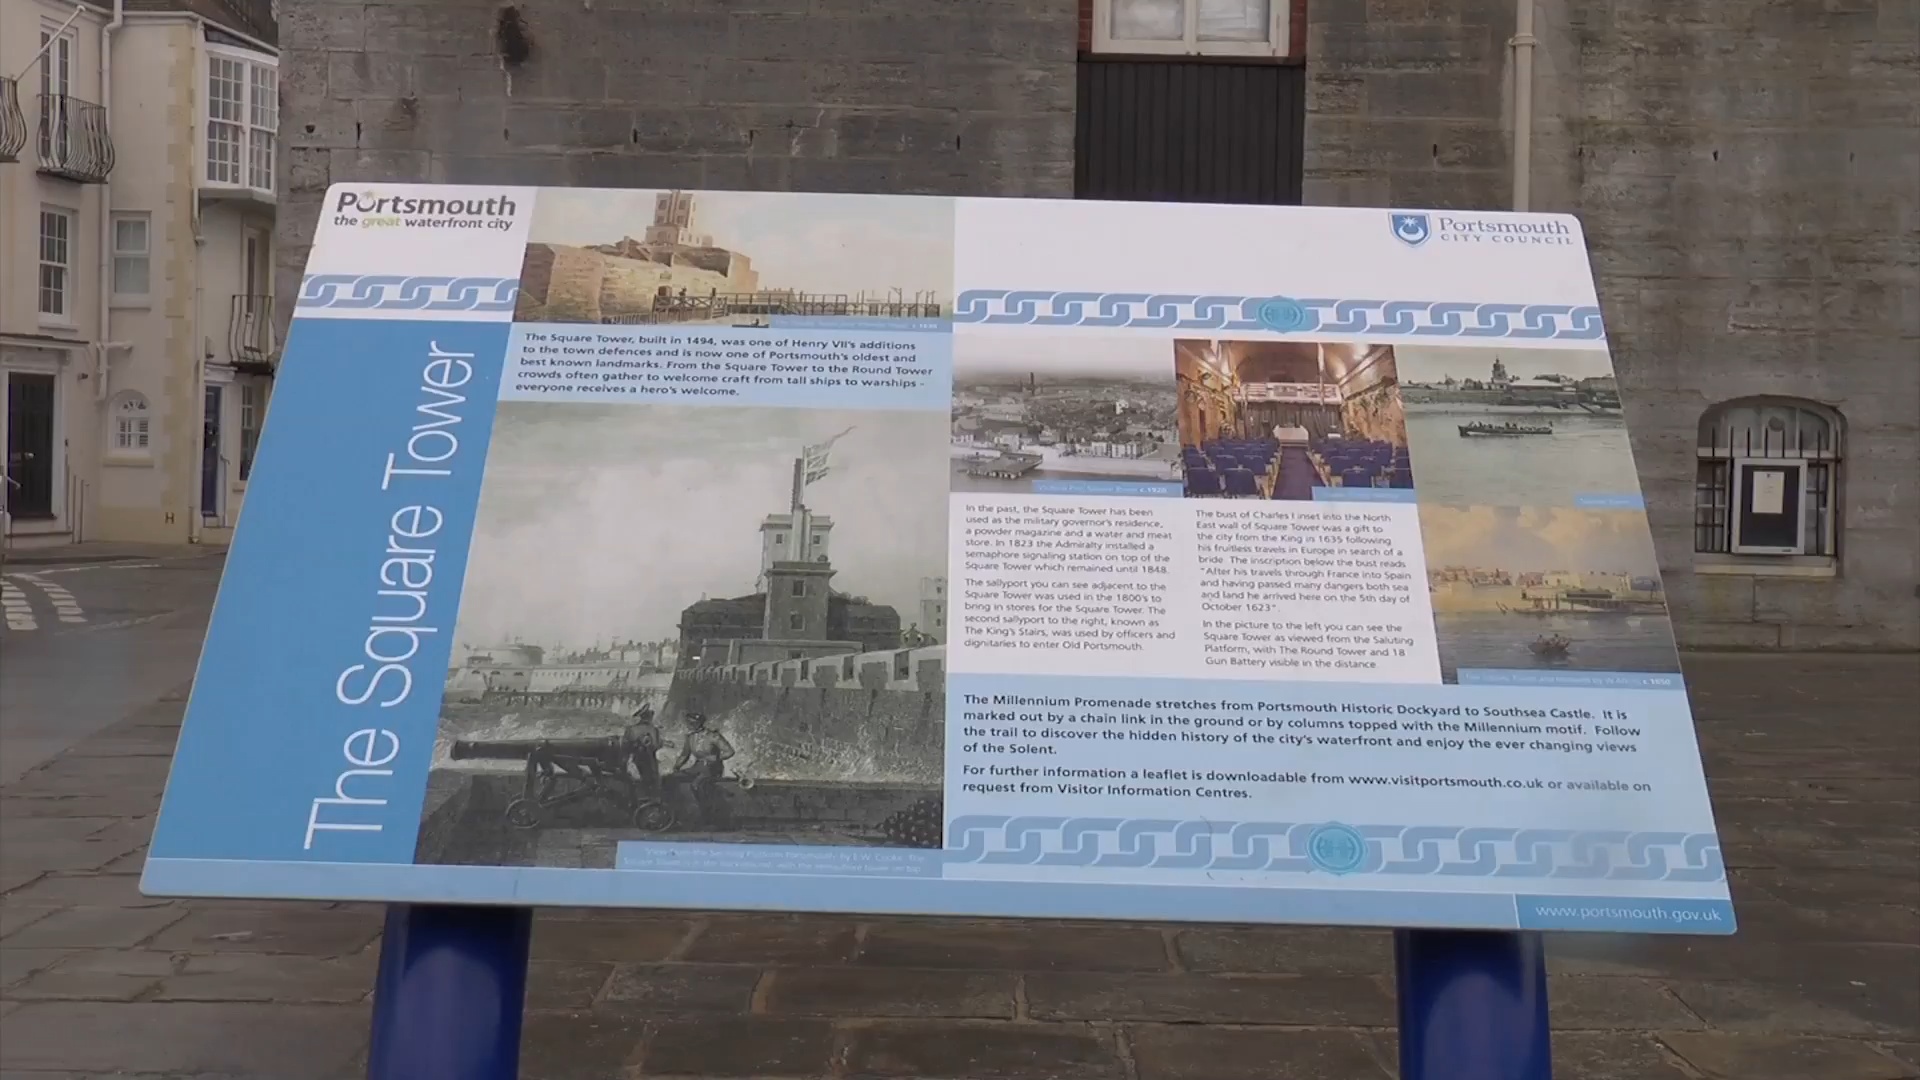 Portsmouth
the great waterfront city
Portsmouth
CITY COUNCIL
The Square Tower
The Square Tower, built in 1494, was one of Henry VII's additions
to the town defences and is now one of Portsmouth's oldest and
best known landmarks. From the Square Tower to the Round Tower
crowds often gather to welcome craft from tall ships to warships -
everyone receives a hero's welcome.
In the past, the Square Tower has been
used as the military governor's residence,
a powder magazine and a water and meat
store. In 1823 the Admiralty installed a
semaphore signaling station on top of the
Square Tower which remained until 1848.
The sallyport you can see adjacent to the
Square Tower was used in the 1800's to
bring in stores for the Square Tower. The
second sallyport to the right, known as
The King's Stairs, was used by officers and
dignitaries to enter Old Portsmouth.
The bust of Charles I inset into the North
East wall of Square Tower was a gift to
the city from the King in 1635 following
his fruitless travels in Europe in search of a
bride. The inscription below the bust reads
"After his travels through France into Spain
and having passed many dangers both sea
and land he arrived here on the 5th day of
October 1623".
In the picture to the left you can see the
Square Tower as viewed from the Saluting
Platform, with The Round Tower and 18
Gun Battery visible in the distance.
The Millennium Promenade stretches from Portsmouth Historic Dockyard to Southsea Castle. It is
marked out by a chain link in the ground or by columns topped with the Millennium motif. Follow
the trail to discover the hidden history of the city's waterfront and enjoy the ever changing views
of the Solent.
For further information a leaflet is downloadable from www.visitportsmouth.co.uk or available on
request from Visitor Information Centres.
www.portsmouth.gov.uk